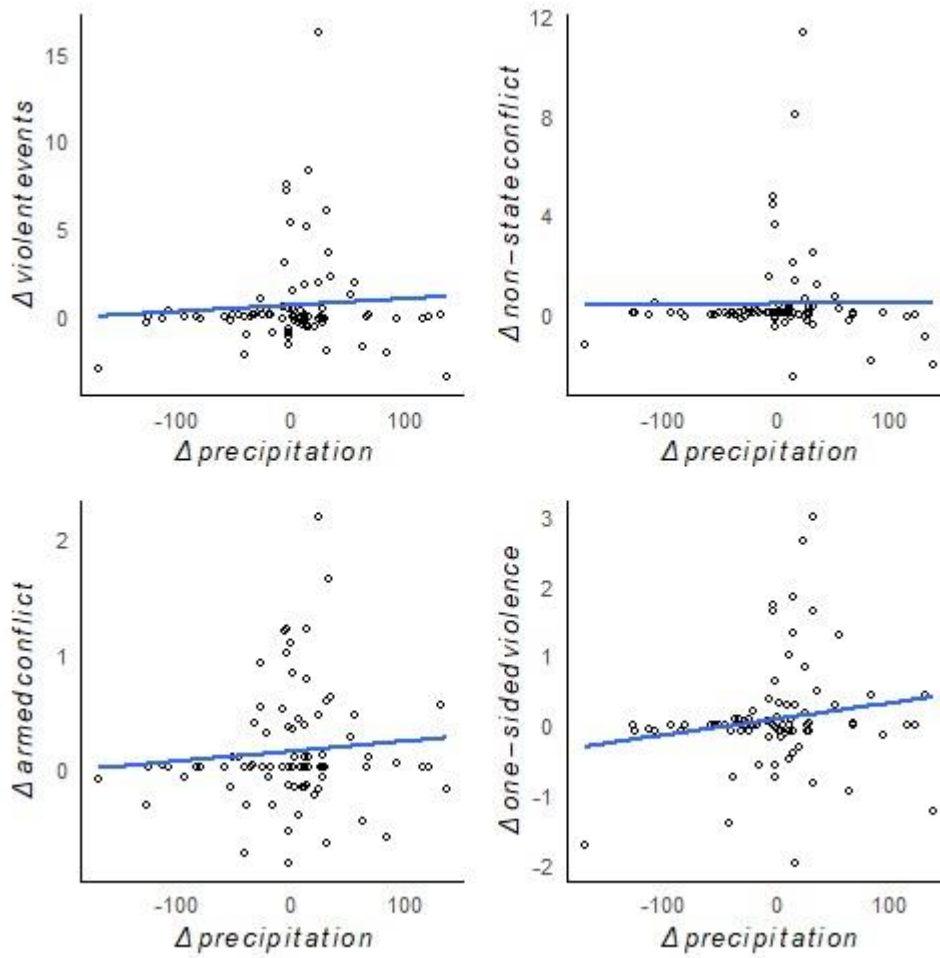 Δ violent events
15
10
5
0
-100 0 100
Δ precipitation
Δ non−state conflict
12
8
4
0
-100 0 100
Δ precipitation
Δ armed conflict
2
1
0
-100 0 100
Δ precipitation
Δ one−sided violence
3
2
1
0
-1
-2
-100 0 100
Δ precipitation